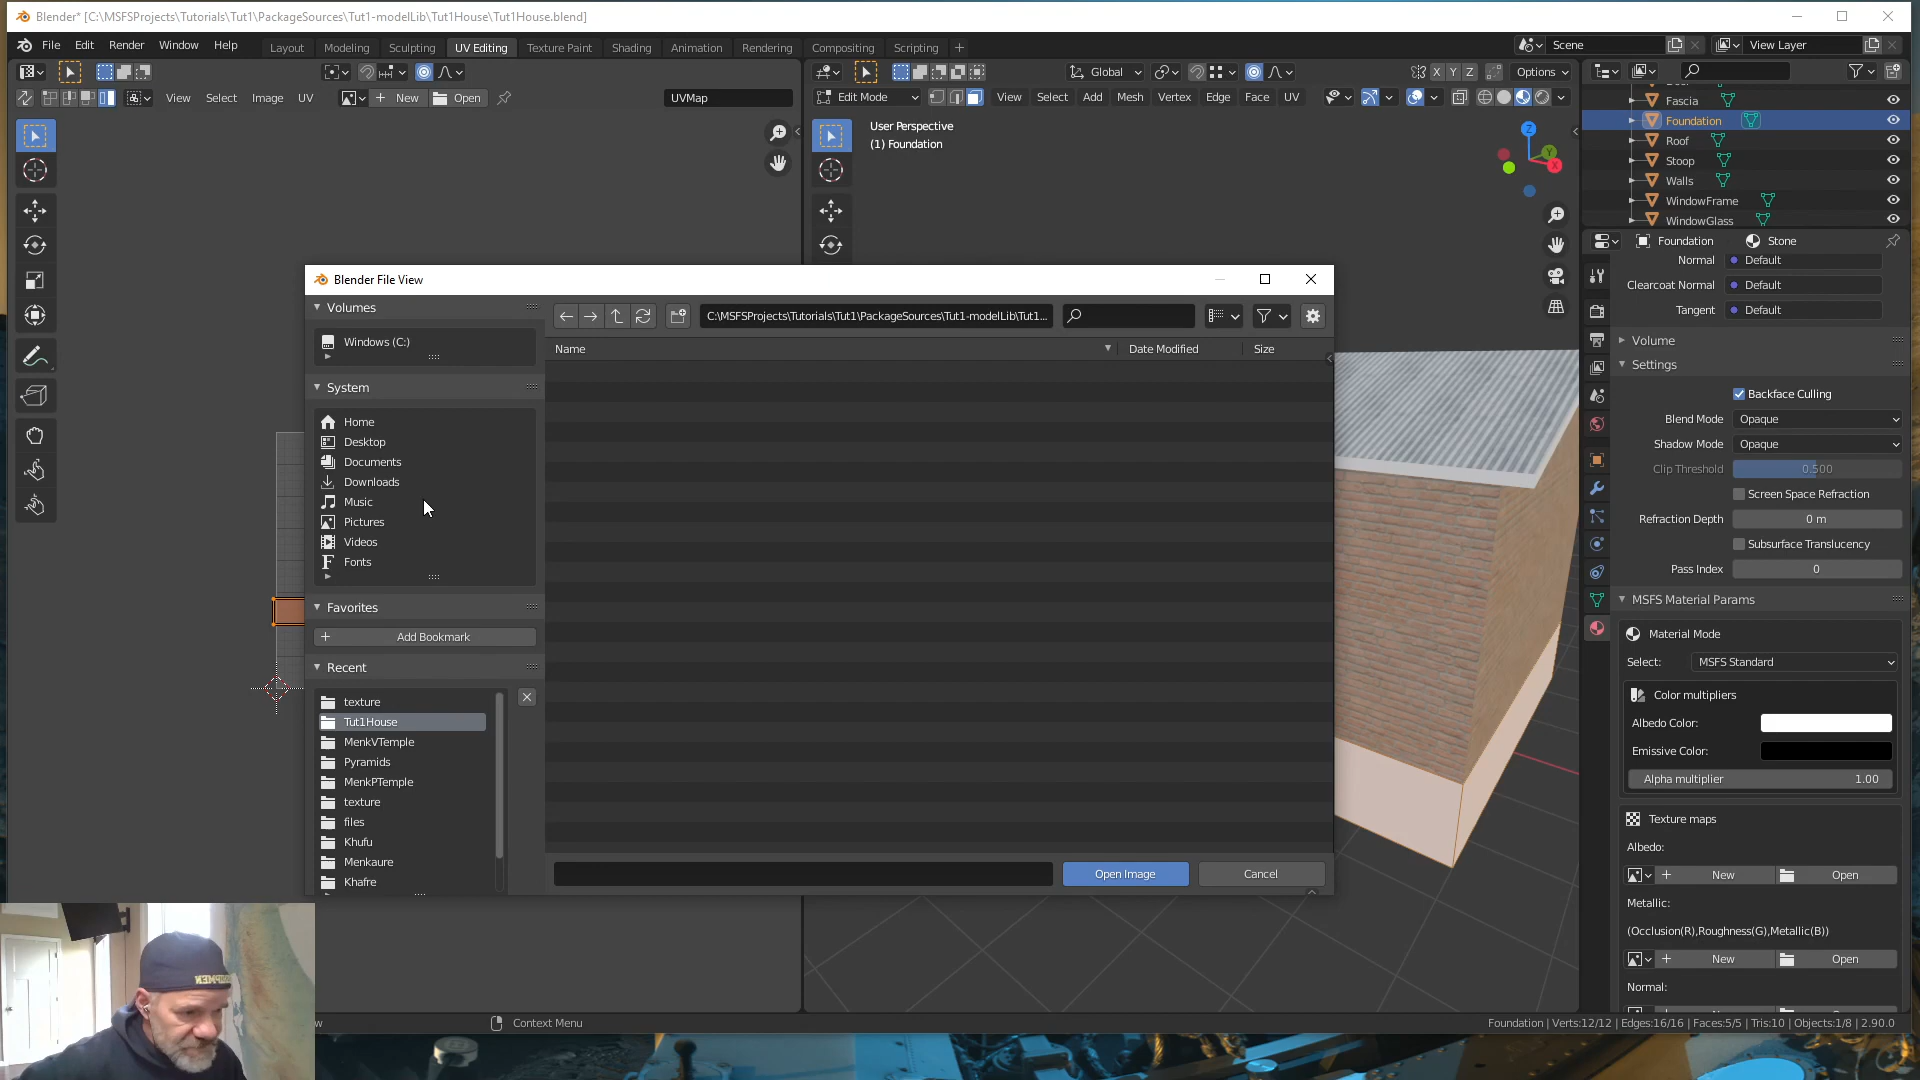 Blender* [C:\MSFSProjects\Tutorials\Tut1\PackageSources\Tut1-modelLib\Tut1House\Tut1House.blend]
File Edit Render Window Help
Layout Modeling Sculpting UV Editing Texture Paint Shading Animation Rendering Compositing Scripting +
Scene
View Layer
Global
X Y Z
Options
View Select Image UV
New
Open
UVMap
Edit Mode
View Select Add Mesh Vertex Edge Face UV
User Perspective
(1) Foundation
Z
Y
X
Fascia
Foundation
Roof
Stoop
Walls
WindowFrame
WindowGlass
Foundation
Stone
Normal Default
Clearcoat Normal Default
Tangent Default
Volume
Settings
Backface Culling
Blend Mode Opaque
Shadow Mode Opaque
Clip Threshold 0.500
Screen Space Refraction
Refraction Depth 0 m
Subsurface Translucency
Pass Index 0
MSFS Material Params
Material Mode
Select: MSFS Standard
Color multipliers
Albedo Color:
Emissive Color:
Alpha multiplier 1.00
Texture maps
Albedo:
New Open
Metallic:
(Occlusion(R),Roughness(G),Metallic(B))
New Open
Normal:
Blender File View
Volumes
Windows (C:)
System
Home
Desktop
Documents
Downloads
Music
Pictures
Videos
Fonts
Favorites
Add Bookmark
Recent
texture
Tut1House
MenkVTemple
Pyramids
MenkPTemple
texture
files
Khufu
Menkaure
Khafre
C:\MSFSProjects\Tutorials\Tut1\PackageSources\Tut1-modelLib\Tut1...
Name Date Modified Size
Open Image
Cancel
Context Menu
Foundation | Verts:12/12 | Edges:16/16 | Faces:5/5 | Tris:10 | Objects:1/8 | 2.90.0